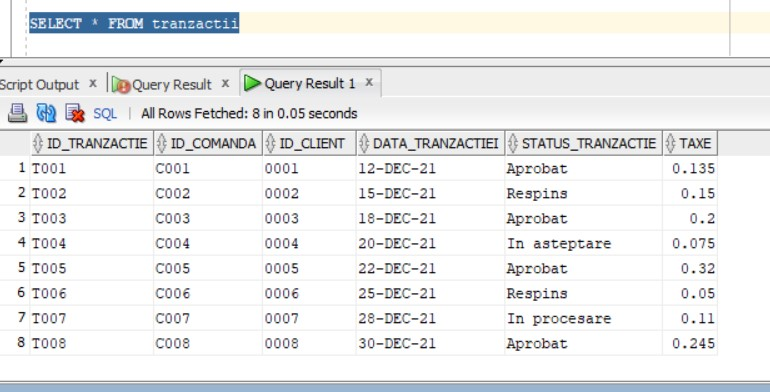 SELECT * FROM tranzactii
Script Output x Query Result x Query Result 1 x
SQL | All Rows Fetched: 8 in 0.05 seconds
ID_TRANZACTIE ID_COMANDA ID_CLIENT DATA_TRANZACTIEI STATUS_TRANZACTIE TAXE
1 T001 C001 0001 12-DEC-21 Aprobat 0.135
2 T002 C002 0002 15-DEC-21 Respins 0.15
3 T003 C003 0003 18-DEC-21 Aprobat 0.2
4 T004 C004 0004 20-DEC-21 In asteptare 0.075
5 T005 C005 0005 22-DEC-21 Aprobat 0.32
6 T006 C006 0006 25-DEC-21 Respins 0.05
7 T007 C007 0007 28-DEC-21 In procesare 0.11
8 T008 C008 0008 30-DEC-21 Aprobat 0.245